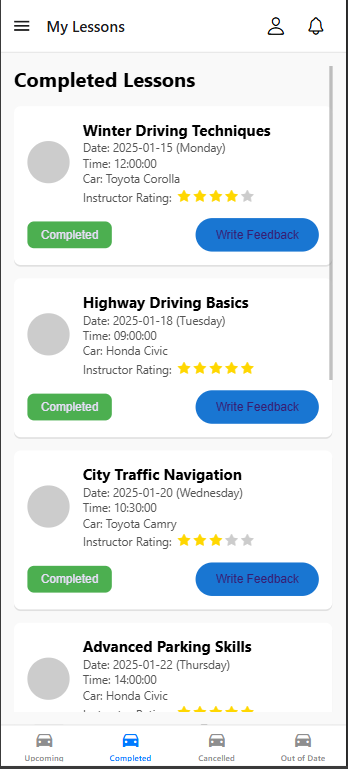 My Lessons
Completed Lessons
Winter Driving Techniques
Date: 2025-01-15 (Monday)
Time: 12:00:00
Car: Toyota Corolla
Instructor Rating:
Completed
Write Feedback
Highway Driving Basics
Date: 2025-01-18 (Tuesday)
Time: 09:00:00
Car: Honda Civic
Instructor Rating:
Completed
Write Feedback
City Traffic Navigation
Date: 2025-01-20 (Wednesday)
Time: 10:30:00
Car: Toyota Camry
Instructor Rating:
Completed
Write Feedback
Advanced Parking Skills
Date: 2025-01-22 (Thursday)
Time: 14:00:00
Car: Honda Civic
Instructor Rating:
Upcoming
Completed
Cancelled
Out of Date